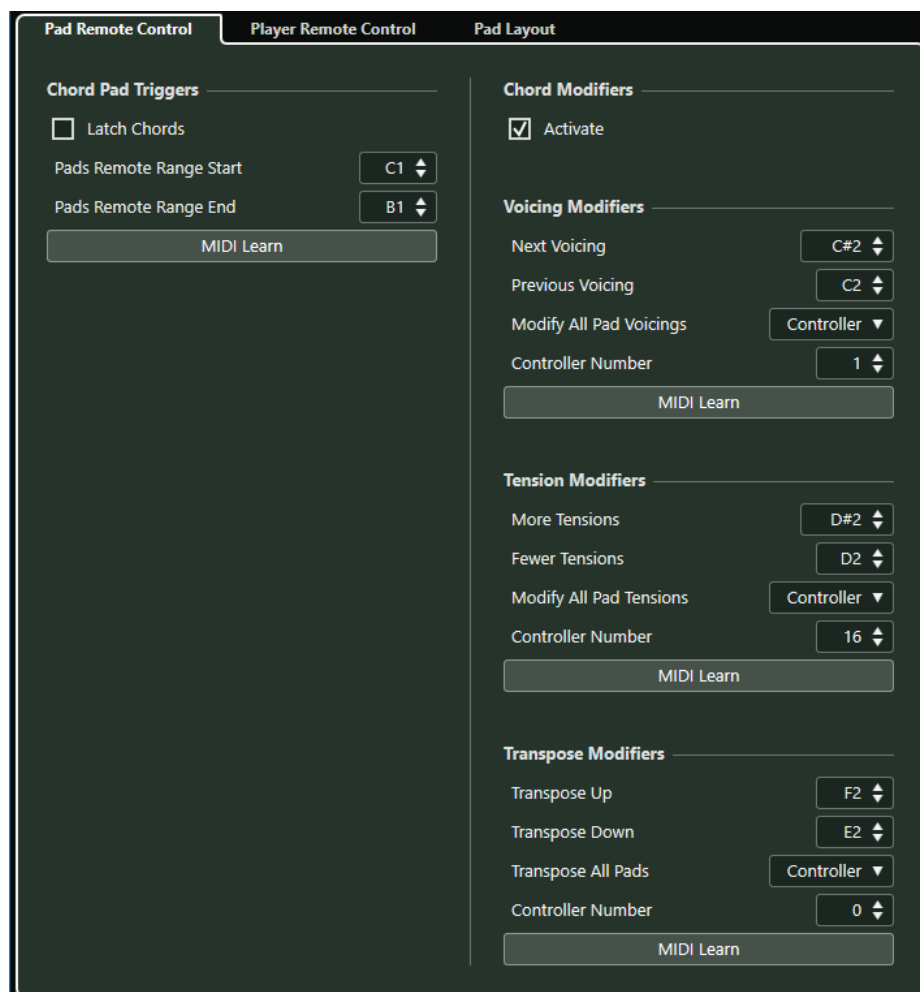 Pad Remote Control Player Remote Control Pad Layout
Chord Pad Triggers
Latch Chords
Pads Remote Range Start C1
Pads Remote Range End B1
MIDI Learn
Chord Modifiers
Activate
Voicing Modifiers
Next Voicing C#2
Previous Voicing C2
Modify All Pad Voicings Controller
Controller Number 1
MIDI Learn
Tension Modifiers
More Tensions D#2
Fewer Tensions D2
Modify All Pad Tensions Controller
Controller Number 16
MIDI Learn
Transpose Modifiers
Transpose Up F2
Transpose Down E2
Transpose All Pads Controller
Controller Number 0
MIDI Learn